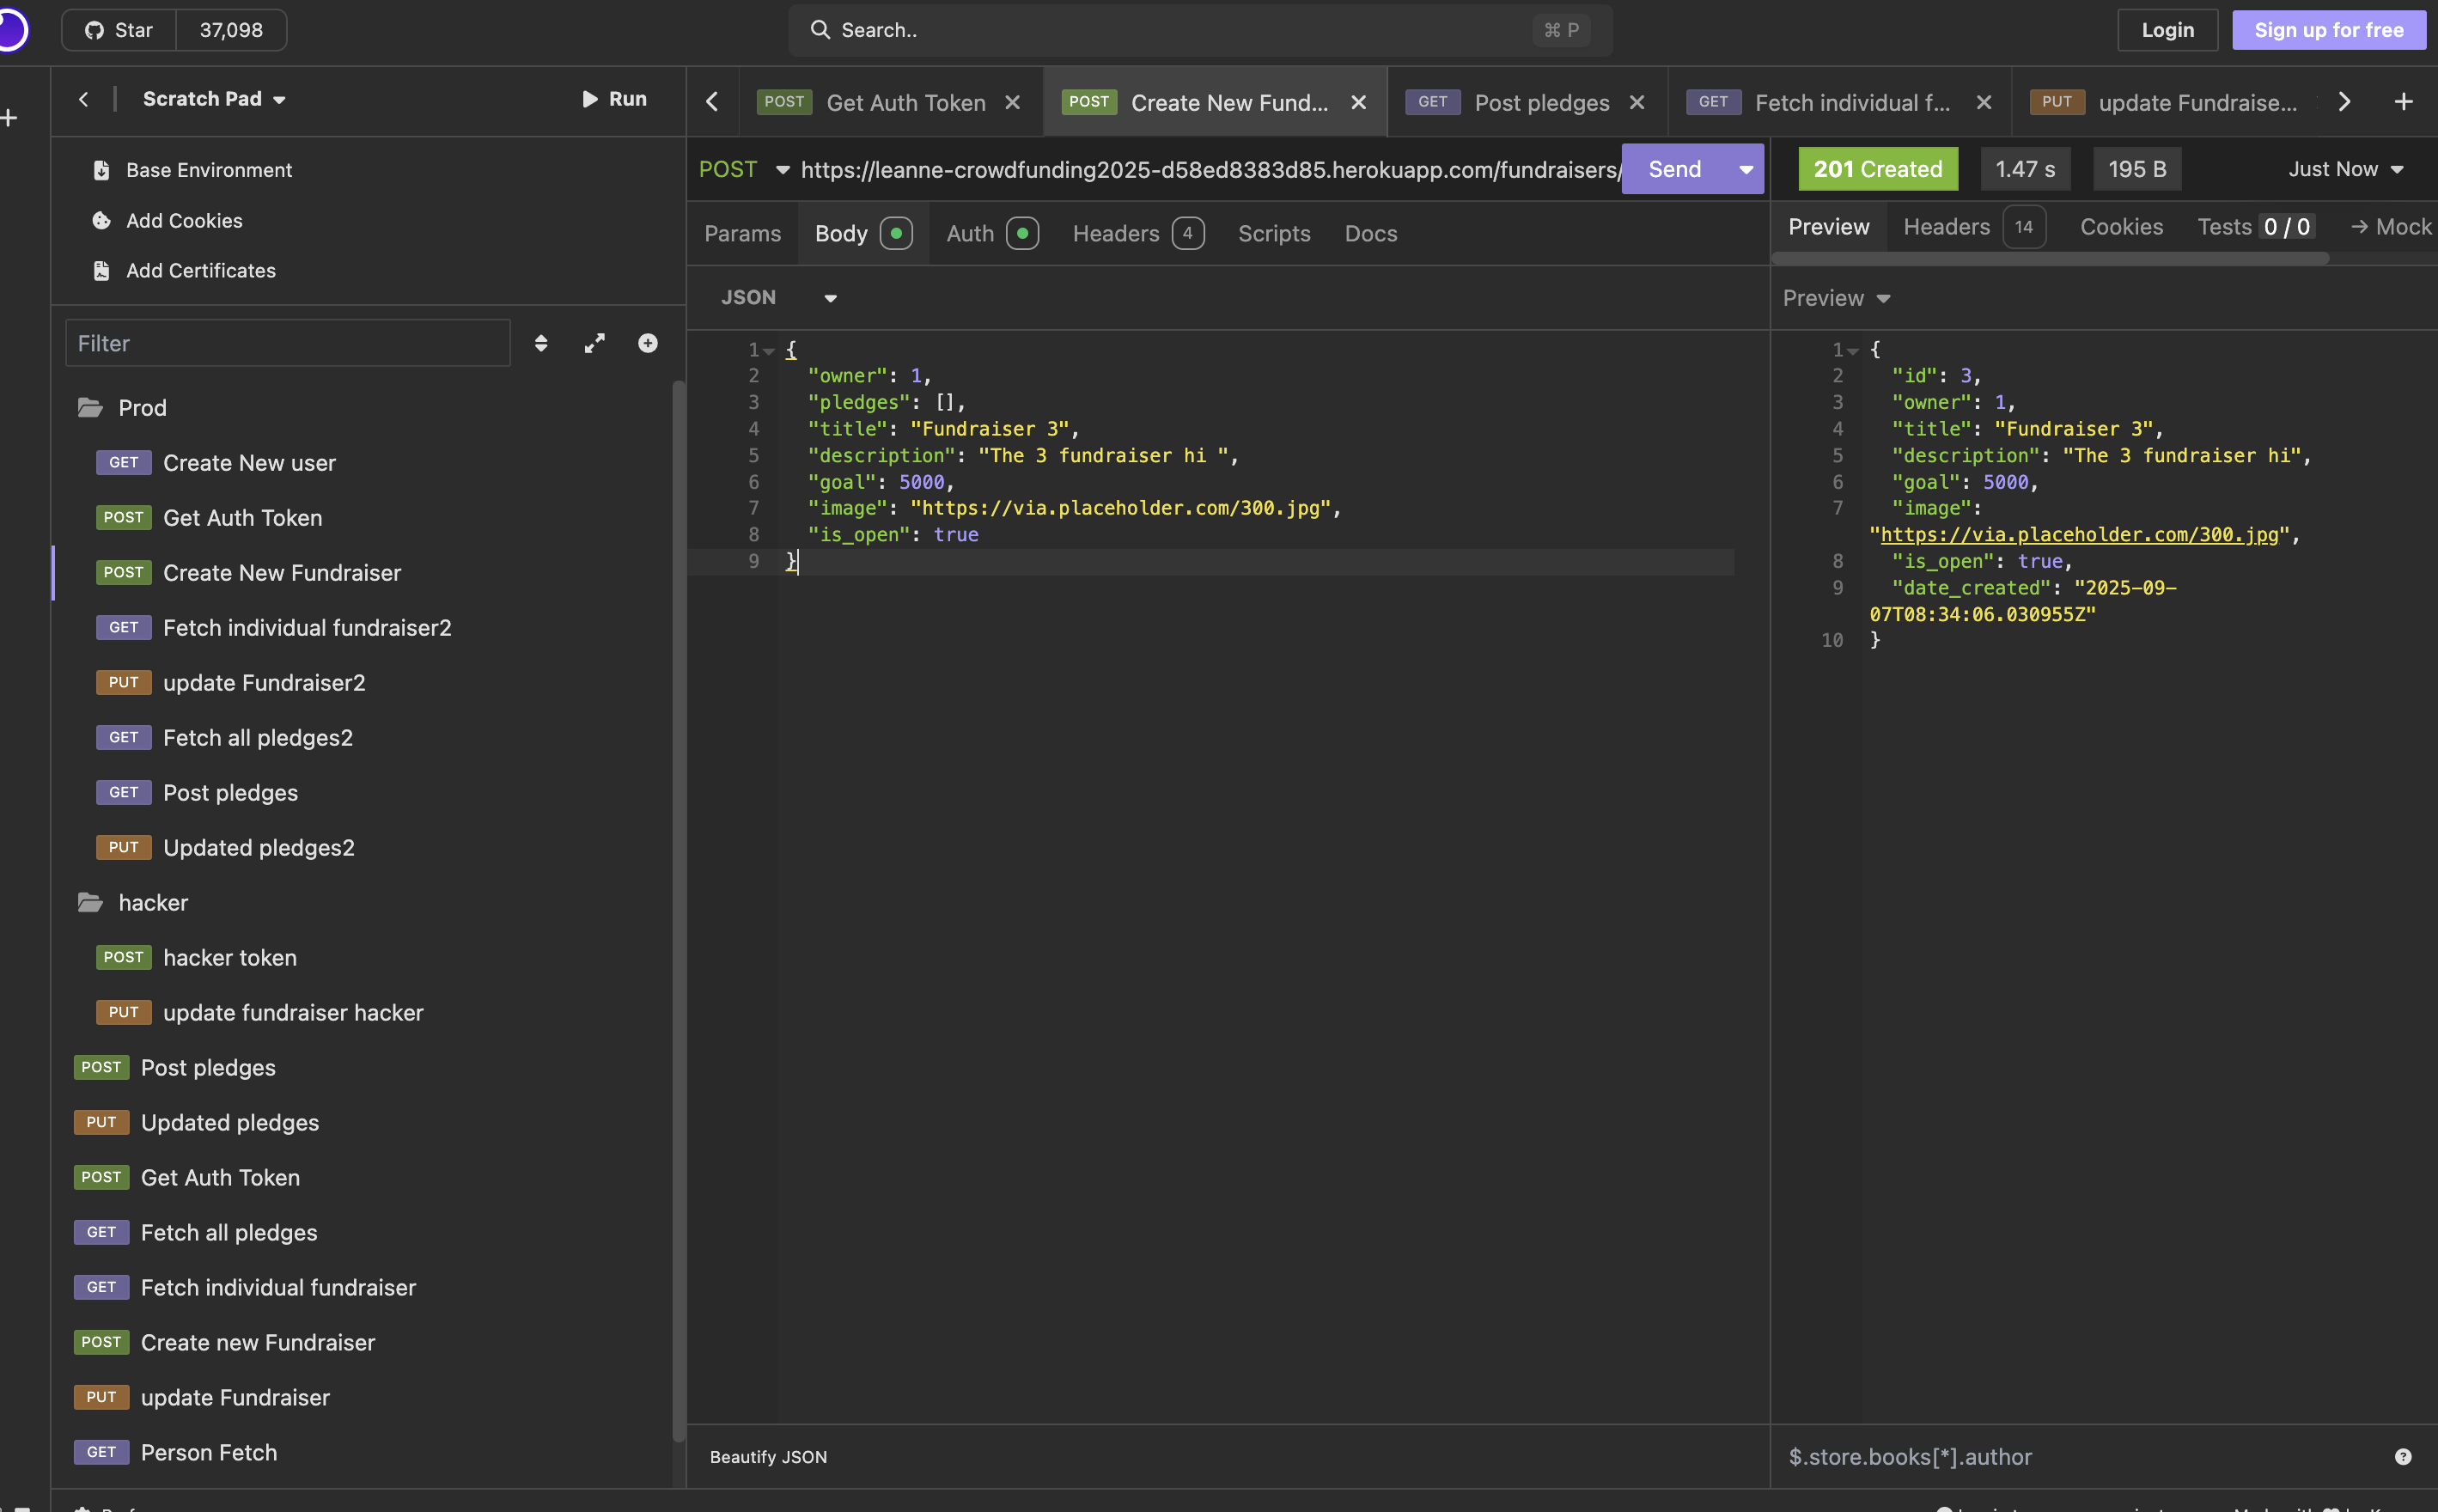 Star 37,098
Search.. ⌘ P
Login Sign up for free
Scratch Pad
Run
POST Get Auth Token
POST Create New Fund...
GET Post pledges
GET Fetch individual f...
PUT update Fundraise...
Base Environment
Add Cookies
Add Certificates
Filter
Prod
GET Create New user
POST Get Auth Token
POST Create New Fundraiser
GET Fetch individual fundraiser2
PUT update Fundraiser2
GET Fetch all pledges2
GET Post pledges
PUT Updated pledges2
hacker
POST hacker token
PUT update fundraiser hacker
POST Post pledges
PUT Updated pledges
POST Get Auth Token
GET Fetch all pledges
GET Fetch individual fundraiser
POST Create new Fundraiser
PUT update Fundraiser
GET Person Fetch
POST https://leanne-crowdfunding2025-d58ed8383d85.herokuapp.com/fundraisers/ Send
Params Body Auth Headers 4 Scripts Docs
JSON
1 {
2 "owner": 1,
3 "pledges": [],
4 "title": "Fundraiser 3",
5 "description": "The 3 fundraiser hi ",
6 "goal": 5000,
7 "image": "https://via.placeholder.com/300.jpg",
8 "is_open": true
9 }
Beautify JSON
201 Created 1.47 s 195 B Just Now
Preview Headers 14 Cookies Tests 0 / 0 → Mock
Preview
1 {
2 "id": 3,
3 "owner": 1,
4 "title": "Fundraiser 3",
5 "description": "The 3 fundraiser hi",
6 "goal": 5000,
7 "image":
"https://via.placeholder.com/300.jpg",
8 "is_open": true,
9 "date_created": "2025-09-
07T08:34:06.030955Z"
10 }
$.store.books[*].author